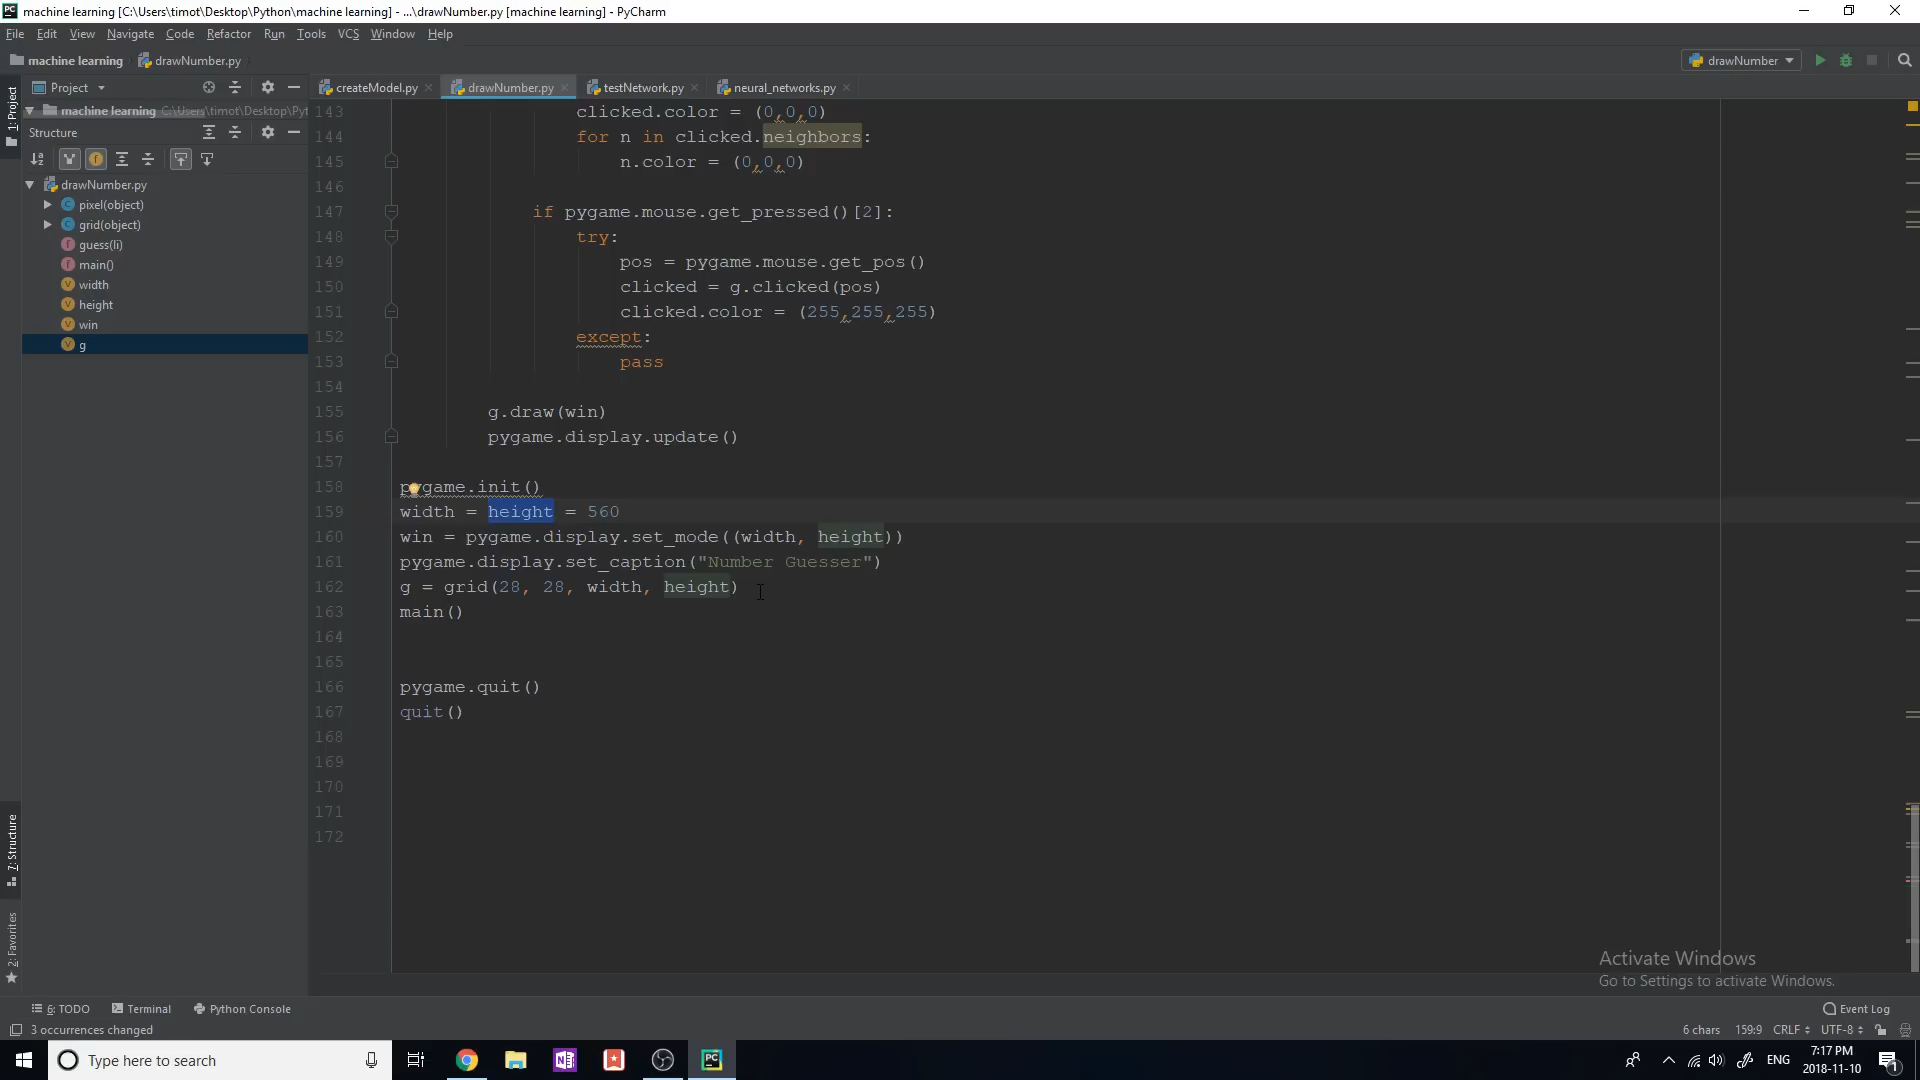 machine learning [C:\Users\timot\Desktop\Python\machine learning] - ...\drawNumber.py [machine learning] - PyCharm
File Edit View Navigate Code Refactor Run Tools VCS Window Help
machine learning drawNumber.py drawNumber
Project createModel.py drawNumber.py testNetwork.py neural_networks.py
1: Project
machine learning C:\Users\timot\Desktop\Pyt
Structure
drawNumber.py
pixel(object)
grid(object)
guess(li)
main()
width
height
win
g
143 clicked.color = (0,0,0)
144 for n in clicked.neighbors:
145 n.color = (0,0,0)
146
147 if pygame.mouse.get_pressed()[2]:
148 try:
149 pos = pygame.mouse.get_pos()
150 clicked = g.clicked(pos)
151 clicked.color = (255,255,255)
152 except:
153 pass
154
155 g.draw(win)
156 pygame.display.update()
157
158 pygame.init()
159 width = height = 560
160 win = pygame.display.set_mode((width, height))
161 pygame.display.set_caption("Number Guesser")
162 g = grid(28, 28, width, height)
163 main()
164
165
166 pygame.quit()
167 quit()
168
169
170
171
172
7: Structure
2: Favorites
Activate Windows
Go to Settings to activate Windows.
6: TODO Terminal Python Console Event Log
3 occurrences changed 6 chars 159:9 CRLF UTF-8
Type here to search ENG 7:17 PM
2018-11-10 1